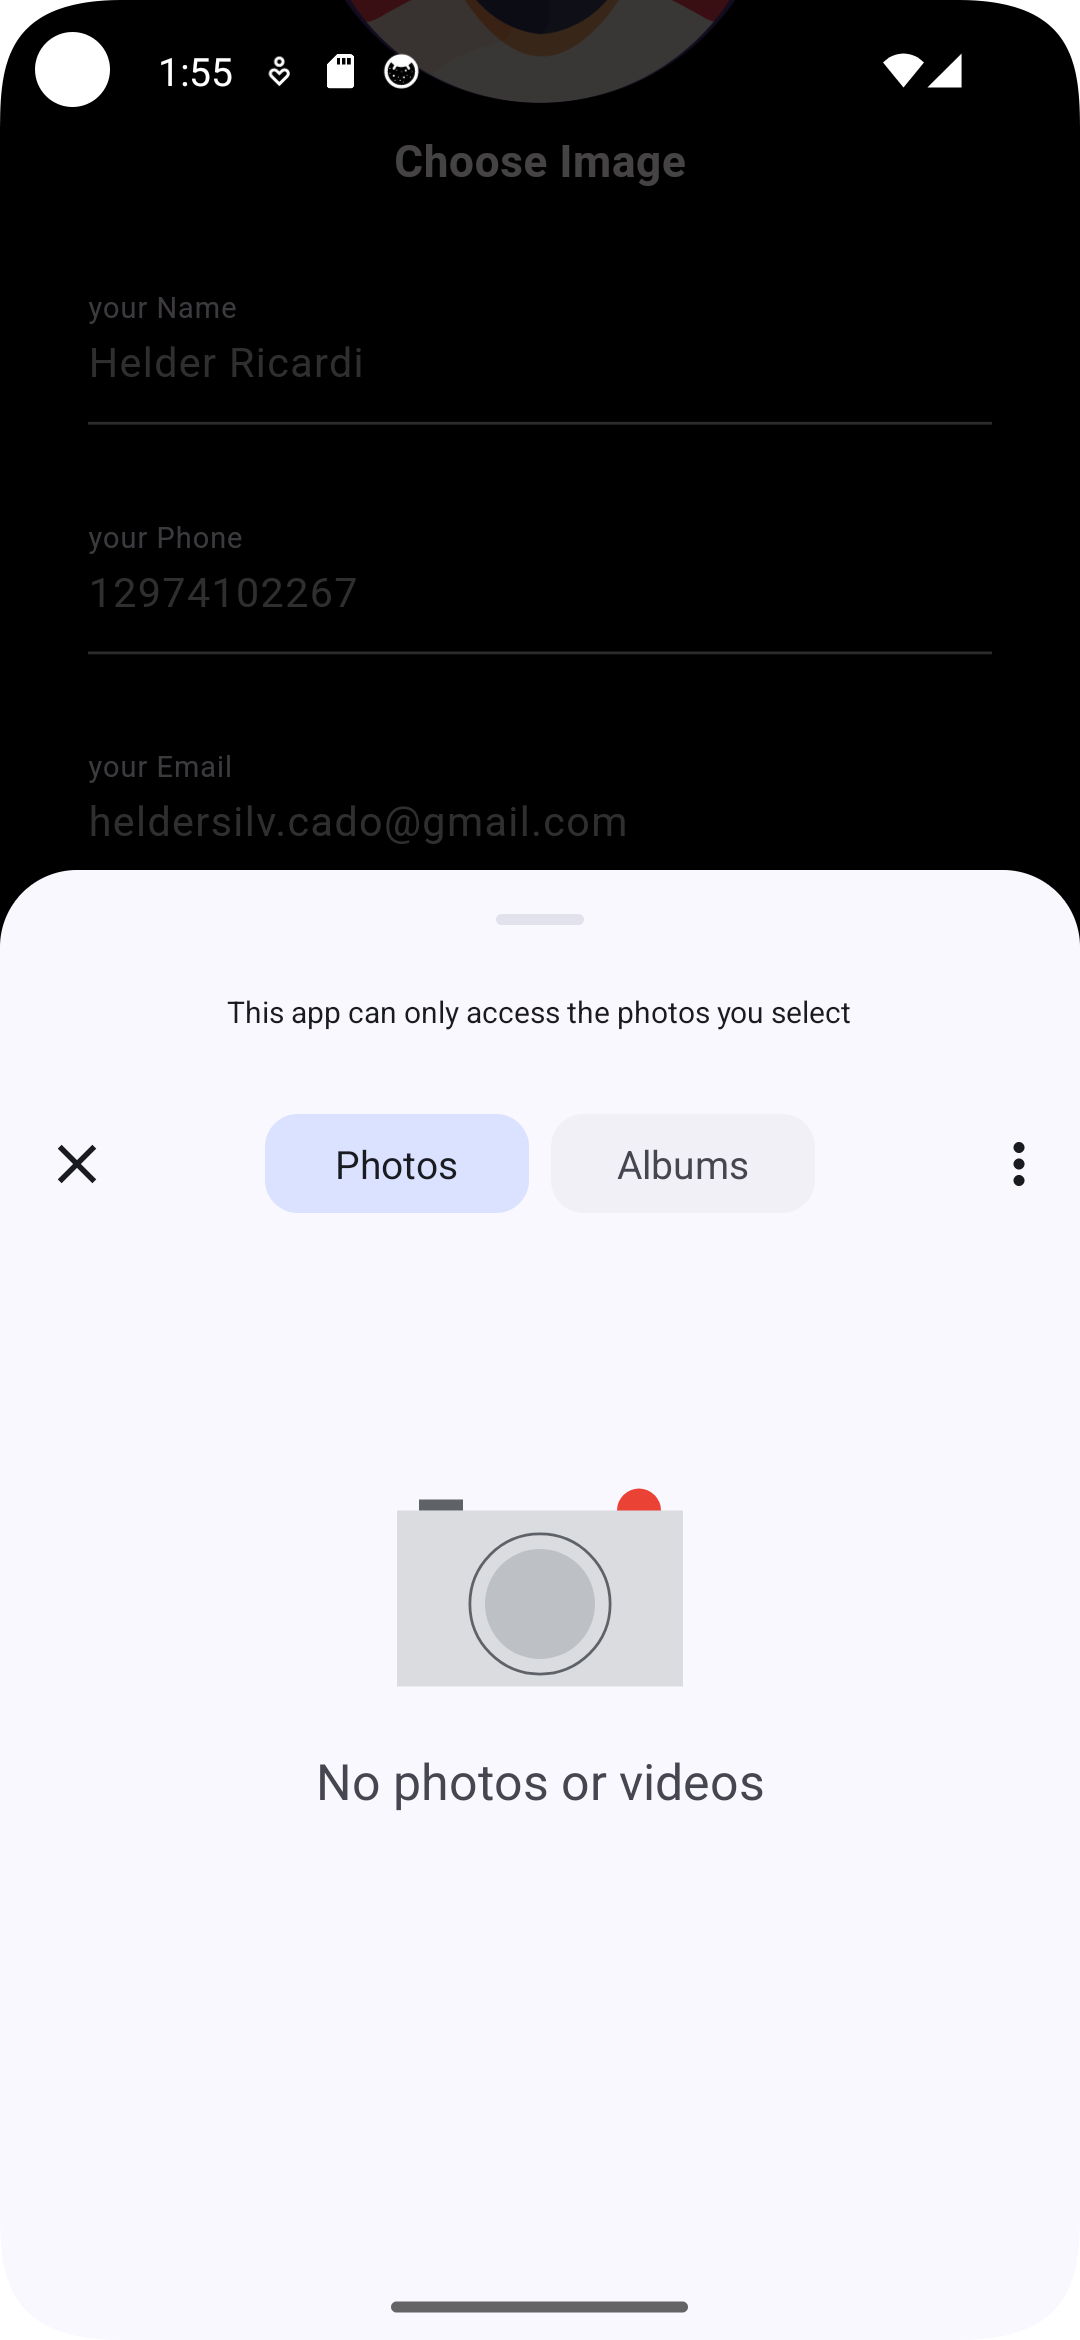 1:55
Choose Image
your Name
Helder Ricardi
your Phone
12974102267
your Email
heldersilv.cado@gmail.com
This app can only access the photos you select
Photos
Albums
No photos or videos